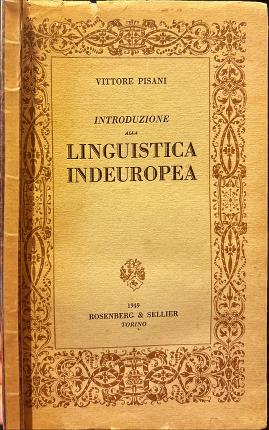 VITTORE PISANI
INTRODUZIONE
ALLA
LINGUISTICA
INDEUROPEA
1949
ROSENBERG & SELLIER
TORINO